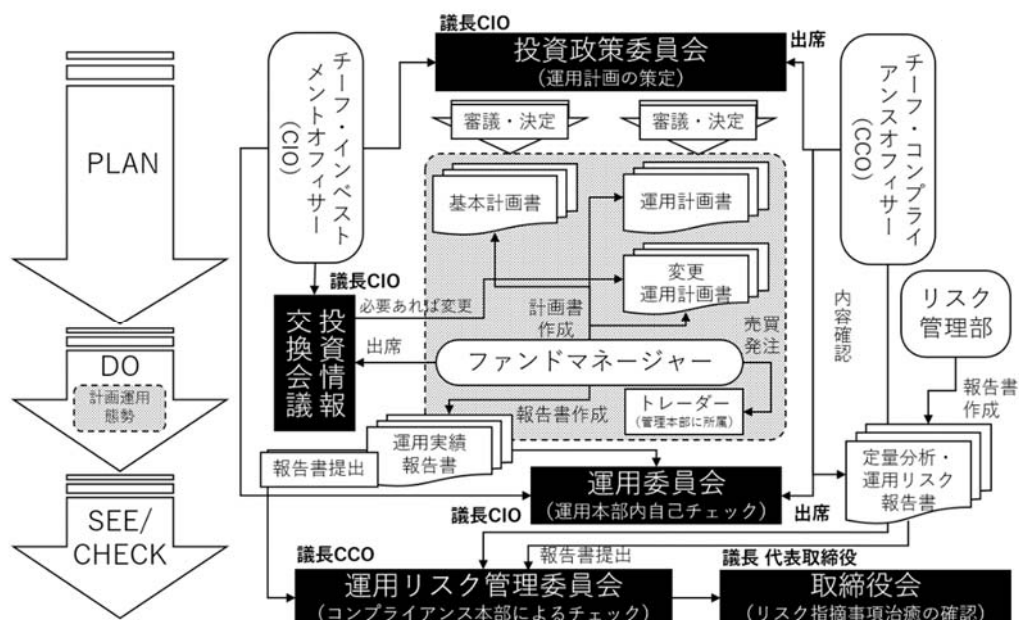 議長CIO
投資政策委員会
(運用計画の策定)
出席
チーフ・インベスト
メントオフィサー
(CIO)
チーフ・コンプライ
アンスオフィサー
(CCO)
PLAN
審議・決定
審議・決定
基本計画書
運用計画書
変更
運用計画書
議長CIO
必要あれば変更
計画書
作成
売買
発注
内容確認
リスク
管理部
投資情報
交換会議
出席
ファンドマネージャー
DO
計画運用
態勢
報告書作成
トレーダー
(管理本部に所属)
報告書
作成
運用実績
報告書
報告書提出
定量分析・
運用リスク
報告書
運用委員会
(運用本部内自己チェック)
議長CIO
出席
SEE/
CHECK
議長CCO
報告書提出
議長 代表取締役
運用リスク管理委員会
(コンプライアンス本部によるチェック)
取締役会
(リスク指摘事項治癒の確認)